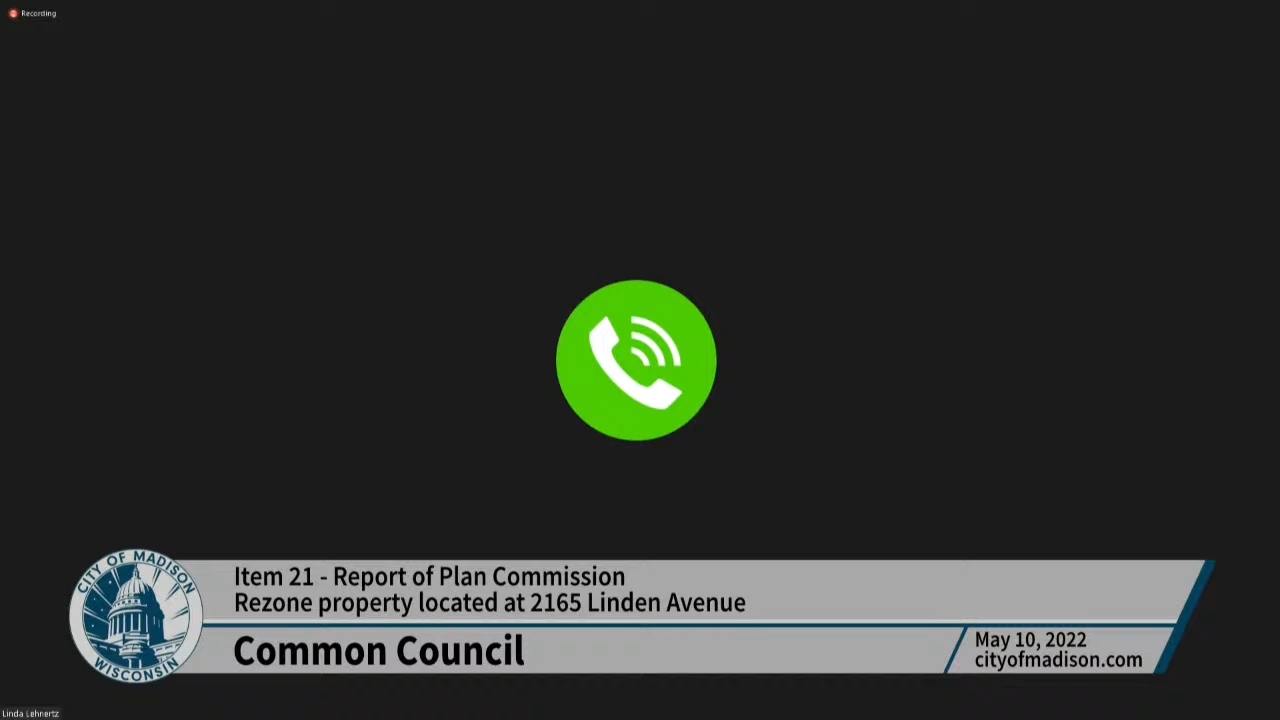 Recording
Item 21 - Report of Plan Commission
Rezone property located at 2165 Linden Avenue
Common Council
May 10, 2022
cityofmadison.com
CITY OF MADISON
WISCONSIN
Linda Lehnertz